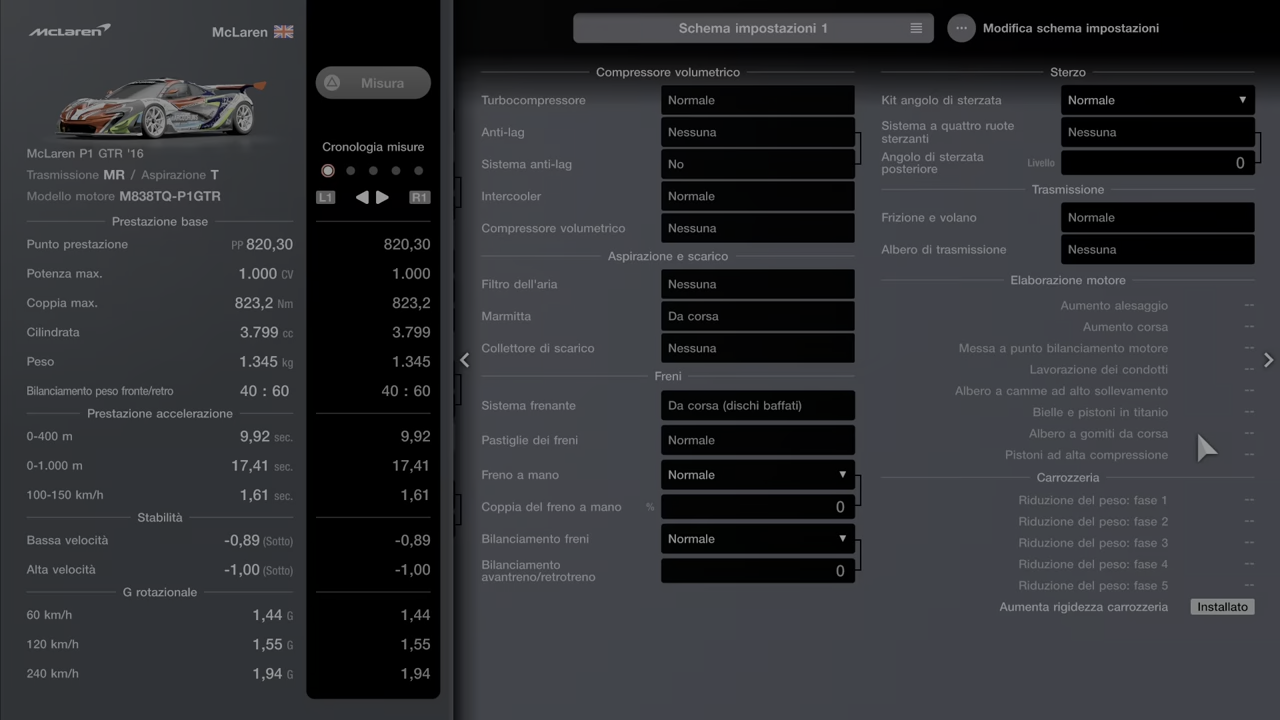 McLaren
McLaren
McLaren P1 GTR '16
Trasmissione MR / Aspirazione T
Modello motore M838TQ-P1GTR
Prestazione base
Punto prestazione PP 820,30
Potenza max. 1.000 CV
Coppia max. 823,2 Nm
Cilindrata 3.799 cc
Peso 1.345 kg
Bilanciamento peso fronte/retro 40 : 60
Prestazione accelerazione
0-400 m 9,92 sec.
0-1.000 m 17,41 sec.
100-150 km/h 1,61 sec.
Stabilità
Bassa velocità -0,89 (Sotto)
Alta velocità -1,00 (Sotto)
G rotazionale
60 km/h 1,44 G
120 km/h 1,55 G
240 km/h 1,94 G
Misura
Cronologia misure
L1 R1
820,30
1.000
823,2
3.799
1.345
40 : 60
9,92
17,41
1,61
-0,89
-1,00
1,44
1,55
1,94
Schema impostazioni 1
Modifica schema impostazioni
Compressore volumetrico
Turbocompressore Normale
Anti-lag Nessuna
Sistema anti-lag No
Intercooler Normale
Compressore volumetrico Nessuna
Aspirazione e scarico
Filtro dell'aria Nessuna
Marmitta Da corsa
Collettore di scarico Nessuna
Freni
Sistema frenante Da corsa (dischi baffati)
Pastiglie dei freni Normale
Freno a mano Normale
Coppia del freno a mano % 0
Bilanciamento freni Normale
Bilanciamento
avantreno/retrotreno 0
Sterzo
Kit angolo di sterzata Normale
Sistema a quattro ruote
sterzanti Nessuna
Angolo di sterzata
posteriore Livello 0
Trasmissione
Frizione e volano Normale
Albero di trasmissione Nessuna
Elaborazione motore
Aumento alesaggio --
Aumento corsa --
Messa a punto bilanciamento motore --
Lavorazione dei condotti --
Albero a camme ad alto sollevamento --
Bielle e pistoni in titanio --
Albero a gomiti da corsa --
Pistoni ad alta compressione --
Carrozzeria
Riduzione del peso: fase 1 --
Riduzione del peso: fase 2 --
Riduzione del peso: fase 3 --
Riduzione del peso: fase 4 --
Riduzione del peso: fase 5 --
Aumenta rigidezza carrozzeria Installato